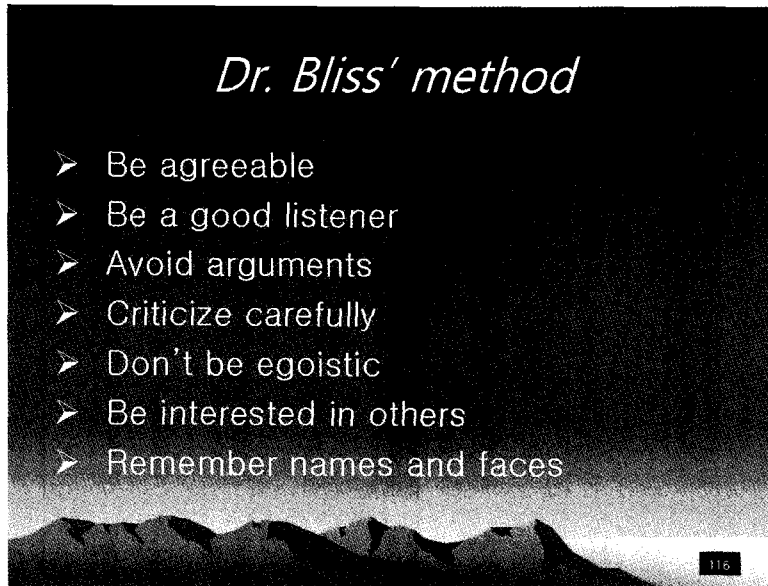 Dr. Bliss' method
➢ Be agreeable
➢ Be a good listener
➢ Avoid arguments
➢ Criticize carefully
➢ Don't be egoistic
➢ Be interested in others
➢ Remember names and faces
116